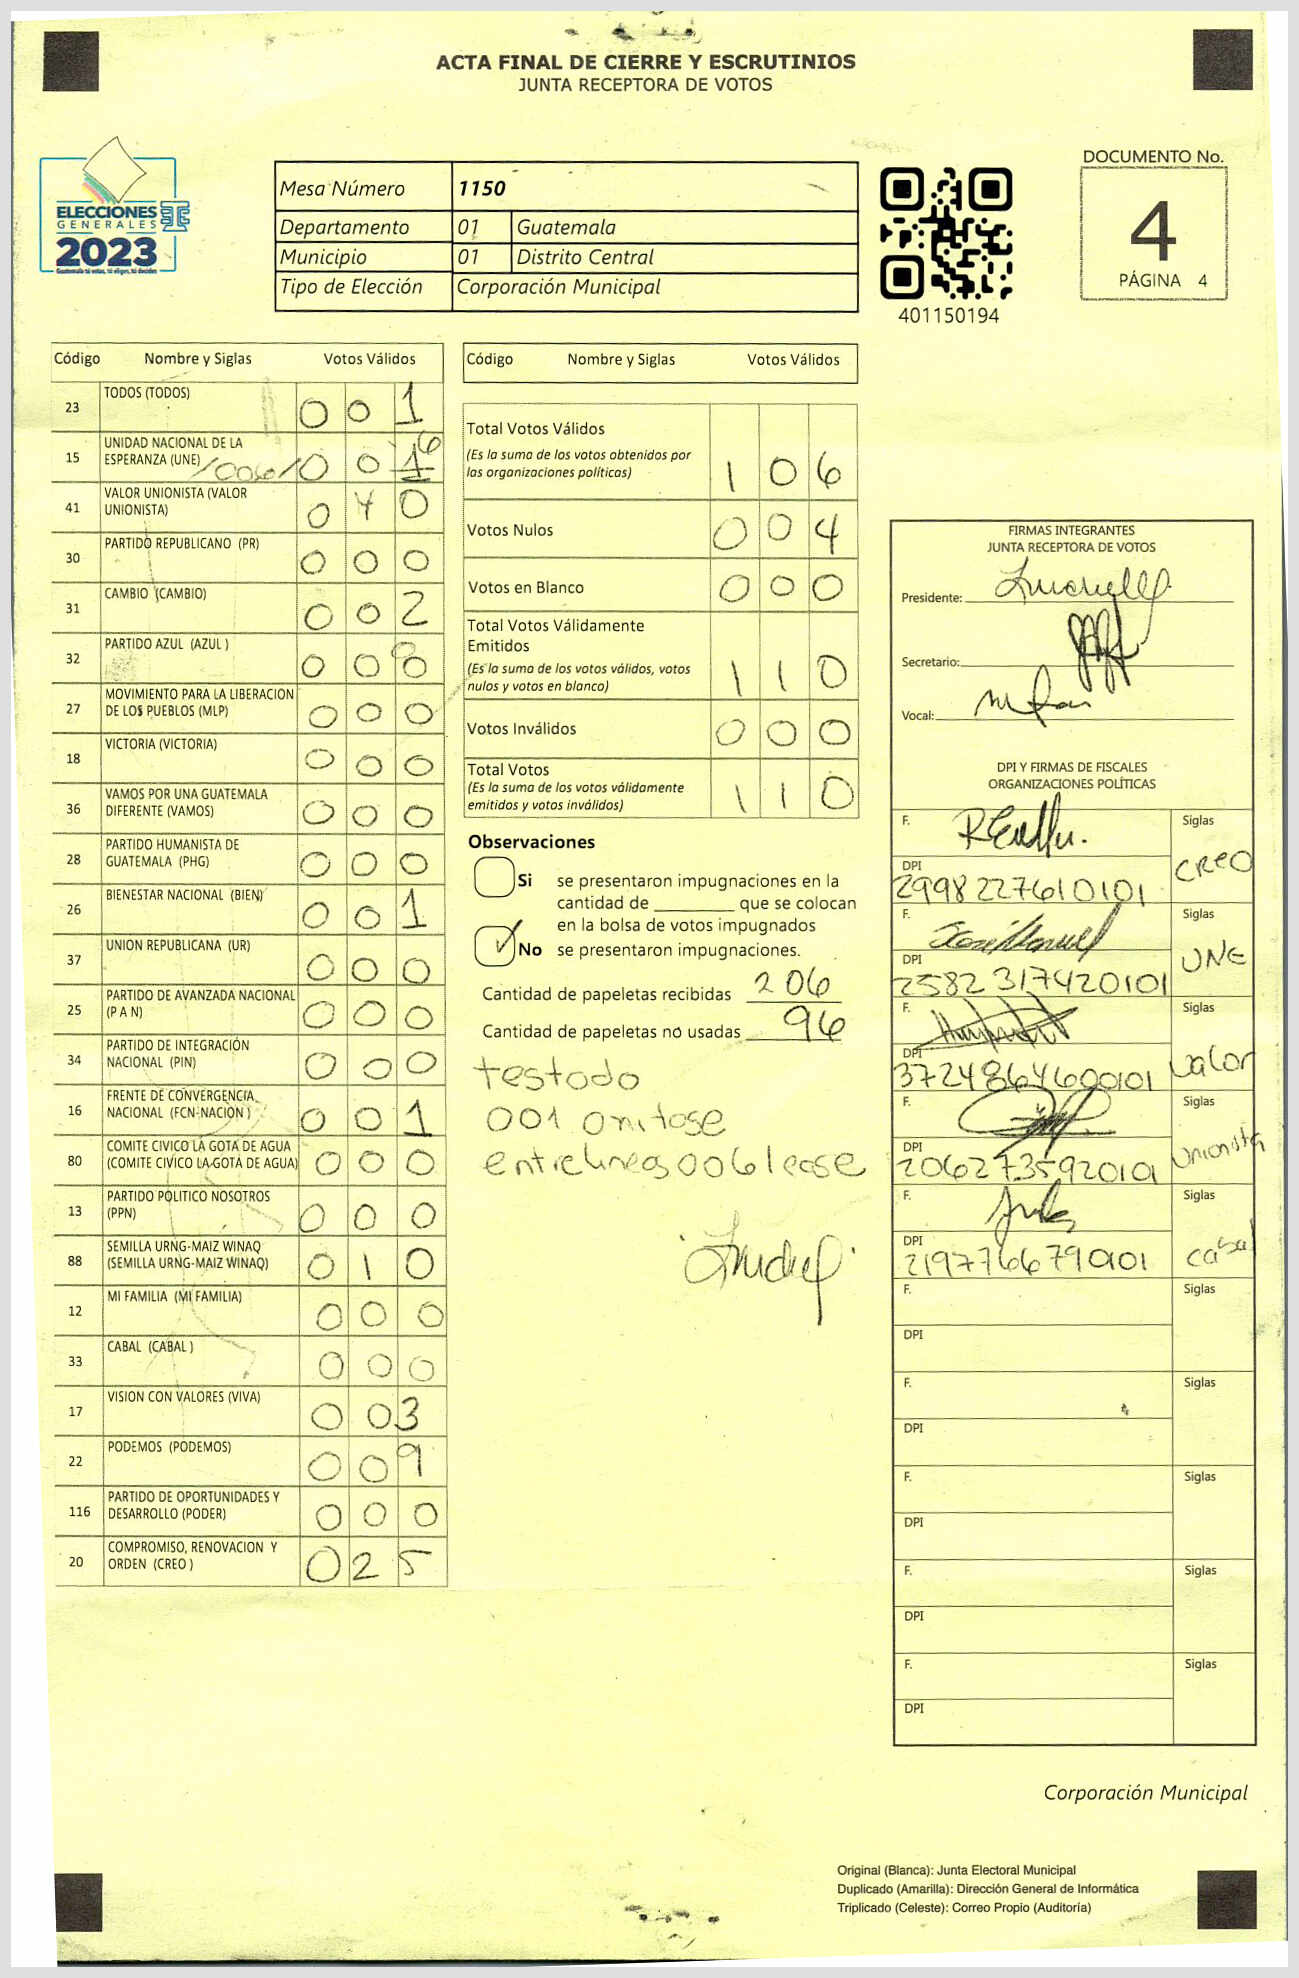 ACTA FINAL DE CIERRE Y ESCRUTINIOS
JUNTA RECEPTORA DE VOTOS
ELECCIONES
GENERALES
2023
Guatemala tú votas, tú eliges, tú decides
Mesa Número 1150
Departamento 01 Guatemala
Municipio 01 Distrito Central
Tipo de Elección Corporación Municipal
401150194
DOCUMENTO No.
4
PÁGINA 4
Código Nombre y Siglas Votos Válidos
23 TODOS (TODOS) 0 0 1
15 UNIDAD NACIONAL DE LA
ESPERANZA (UNE) /006/ 0 0 1 6
41 VALOR UNIONISTA (VALOR
UNIONISTA) 0 4 0
30 PARTIDO REPUBLICANO (PR) 0 0 0
31 CAMBIO (CAMBIO) 0 0 2
32 PARTIDO AZUL (AZUL ) 0 0 8
27 MOVIMIENTO PARA LA LIBERACION
DE LOS PUEBLOS (MLP) 0 0 0
18 VICTORIA (VICTORIA) 0 0 0
36 VAMOS POR UNA GUATEMALA
DIFERENTE (VAMOS) 0 0 0
28 PARTIDO HUMANISTA DE
GUATEMALA (PHG) 0 0 0
26 BIENESTAR NACIONAL (BIEN) 0 0 1
37 UNION REPUBLICANA (UR) 0 0 0
25 PARTIDO DE AVANZADA NACIONAL
(P A N) 0 0 0
34 PARTIDO DE INTEGRACIÓN
NACIONAL (PIN) 0 0 0
16 FRENTE DE CONVERGENCIA
NACIONAL (FCN-NACION ) 0 0 1
80 COMITE CIVICO LA GOTA DE AGUA
(COMITE CIVICO LA GOTA DE AGUA) 0 0 0
13 PARTIDO POLITICO NOSOTROS
(PPN) 0 0 0
88 SEMILLA URNG-MAIZ WINAQ
(SEMILLA URNG-MAIZ WINAQ) 0 1 0
12 MI FAMILIA (MI FAMILIA) 0 0 0
33 CABAL (CABAL ) 0 0 0
17 VISION CON VALORES (VIVA) 0 0 3
22 PODEMOS (PODEMOS) 0 0 9
116 PARTIDO DE OPORTUNIDADES Y
DESARROLLO (PODER) 0 0 0
20 COMPROMISO, RENOVACION Y
ORDEN (CREO ) 0 2 5
Código Nombre y Siglas Votos Válidos
Total Votos Válidos
(Es la suma de los votos obtenidos por
las organizaciones políticas) 1 0 6
Votos Nulos 0 0 4
Votos en Blanco 0 0 0
Total Votos Válidamente
Emitidos
(Es la suma de los votos válidos, votos
nulos y votos en blanco) 1 1 0
Votos Inválidos 0 0 0
Total Votos
(Es la suma de los votos válidamente
emitidos y votos inválidos) 1 1 0
Observaciones
Si se presentaron impugnaciones en la
cantidad de ________ que se colocan
en la bolsa de votos impugnados
No se presentaron impugnaciones.
Cantidad de papeletas recibidas 206
Cantidad de papeletas no usadas 96
testodo
001 omitase
entrelineas 006 lease
FIRMAS INTEGRANTES
JUNTA RECEPTORA DE VOTOS
Presidente:
Secretario:
Vocal:
DPI Y FIRMAS DE FISCALES
ORGANIZACIONES POLÍTICAS
F. Siglas
CREO
DPI
2998227610101
F. Siglas
José Manuel
UNE
DPI
2582317420101
F. Siglas
DPI
3724864600101 Valor
F. Siglas
DPI Unionista
2062735920101
F. Siglas
DPI
2197766790101 cabal
F. Siglas
DPI
F. Siglas
DPI
F. Siglas
DPI
F. Siglas
DPI
F. Siglas
DPI
Corporación Municipal
Original (Blanca): Junta Electoral Municipal
Duplicado (Amarilla): Dirección General de Informática
Triplicado (Celeste): Correo Propio (Auditoría)